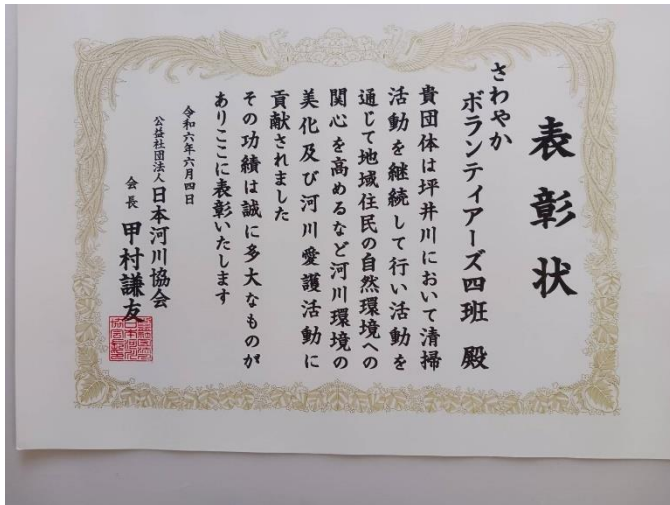 表彰状
さわやか
ボランティアーズ四班 殿
貴団体は坪井川において清掃
活動を継続して行い活動を
通じて地域住民の自然環境への
関心を高めるなど河川環境の
美化及び河川愛護活動に
貢献されました
その功績は誠に多大なものが
ありここに表彰いたします
令和六年六月四日
公益社団法人 日本河川協会
会長 甲村謙友